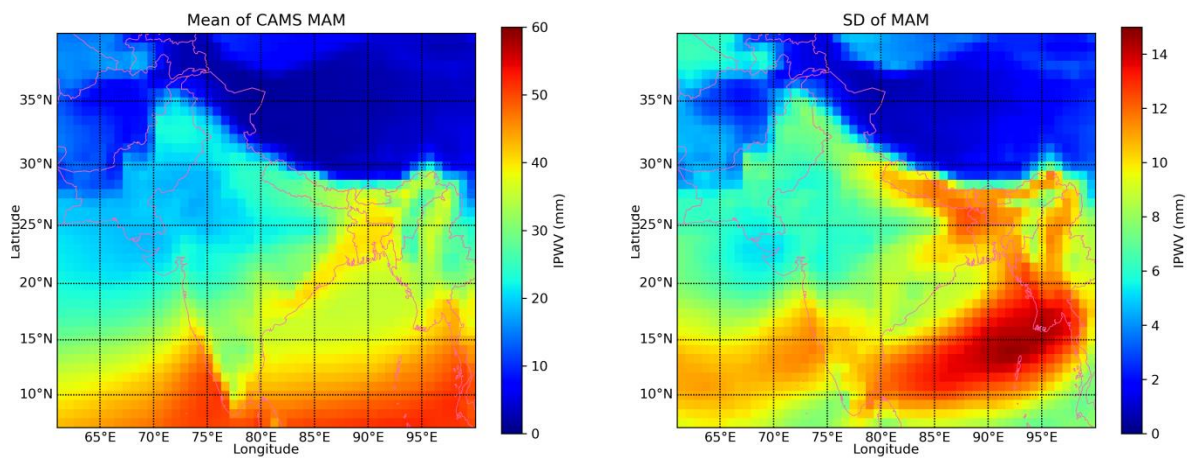 Mean of CAMS MAM
35°N
30°N
25°N
20°N
15°N
10°N
Latitude
65°E 70°E 75°E 80°E 85°E 90°E 95°E
Longitude
60
50
40
30
20
10
0
IPWV (mm)
SD of MAM
35°N
30°N
25°N
20°N
15°N
10°N
Latitude
65°E 70°E 75°E 80°E 85°E 90°E 95°E
Longitude
14
12
10
8
6
4
2
0
IPWV (mm)